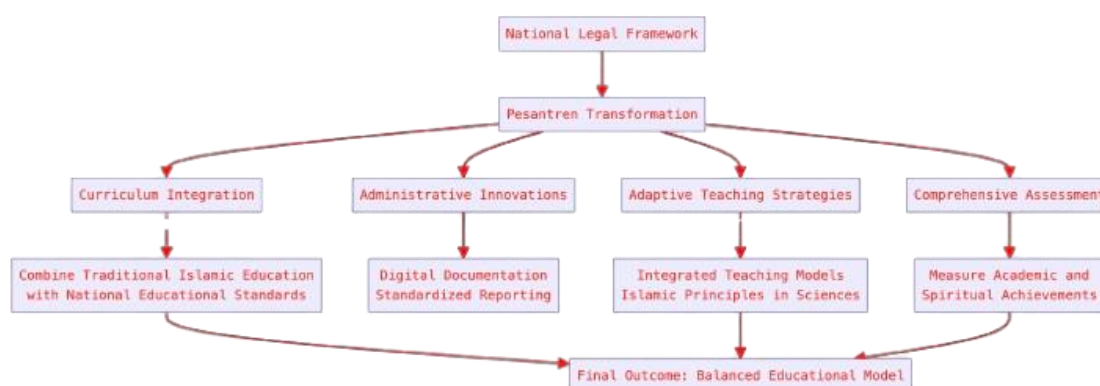 National Legal Framework
Pesantren Transformation
Curriculum Integration
Administrative Innovations
Adaptive Teaching Strategies
Comprehensive Assessment
Combine Traditional Islamic Education
with National Educational Standards
Digital Documentation
Standardized Reporting
Integrated Teaching Models
Islamic Principles in Sciences
Measure Academic and
Spiritual Achievements
Final Outcome: Balanced Educational Model